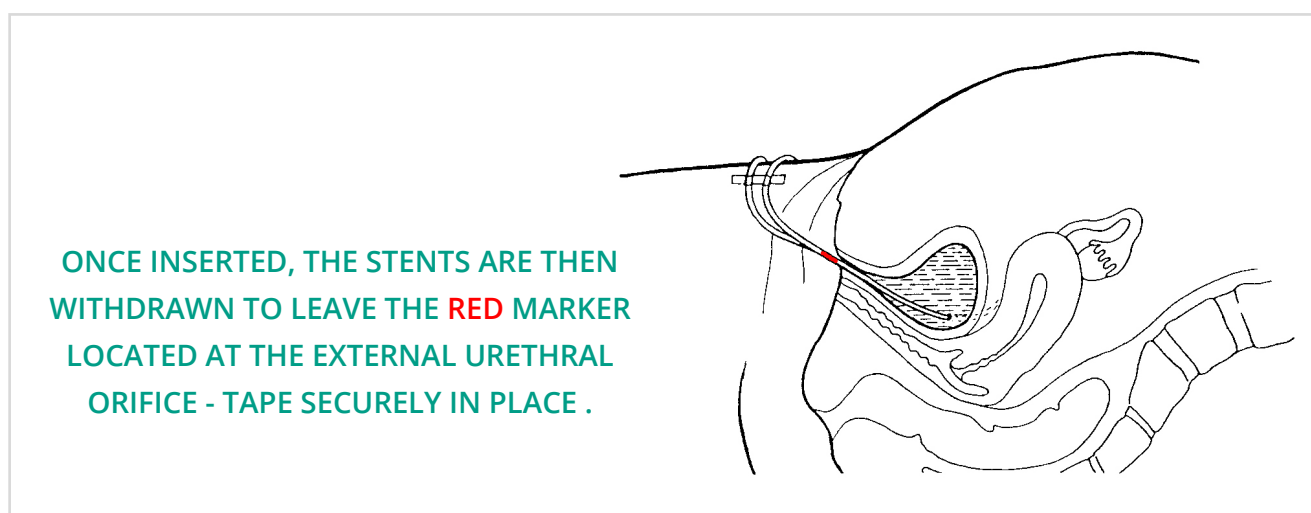 ONCE INSERTED, THE STENTS ARE THEN
WITHDRAWN TO LEAVE THE RED MARKER
LOCATED AT THE EXTERNAL URETHRAL
ORIFICE - TAPE SECURELY IN PLACE .